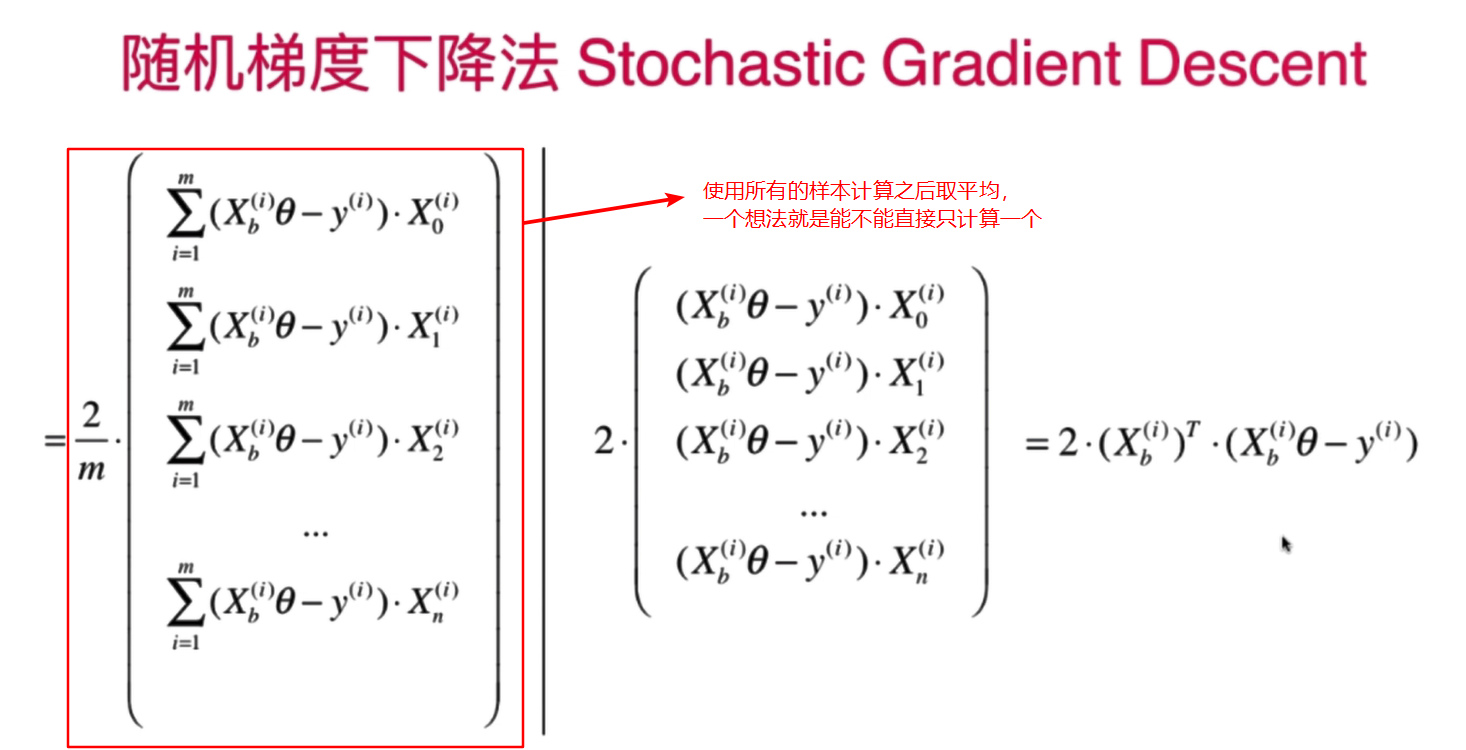 随机梯度下降法 Stochastic Gradient Descent
使用所有的样本计算之后取平均，
一个想法就是能不能直接只计算一个
= \frac{2}{m} \cdot \begin{pmatrix} \sum_{i=1}^{m} (X_b^{(i)}\theta - y^{(i)}) \cdot X_0^{(i)} \\ \sum_{i=1}^{m} (X_b^{(i)}\theta - y^{(i)}) \cdot X_1^{(i)} \\ \sum_{i=1}^{m} (X_b^{(i)}\theta - y^{(i)}) \cdot X_2^{(i)} \\ ... \\ \sum_{i=1}^{m} (X_b^{(i)}\theta - y^{(i)}) \cdot X_n^{(i)} \end{pmatrix}
2 \cdot \begin{pmatrix} (X_b^{(i)}\theta - y^{(i)}) \cdot X_0^{(i)} \\ (X_b^{(i)}\theta - y^{(i)}) \cdot X_1^{(i)} \\ (X_b^{(i)}\theta - y^{(i)}) \cdot X_2^{(i)} \\ ... \\ (X_b^{(i)}\theta - y^{(i)}) \cdot X_n^{(i)} \end{pmatrix} = 2 \cdot (X_b^{(i)})^T \cdot (X_b^{(i)}\theta - y^{(i)})